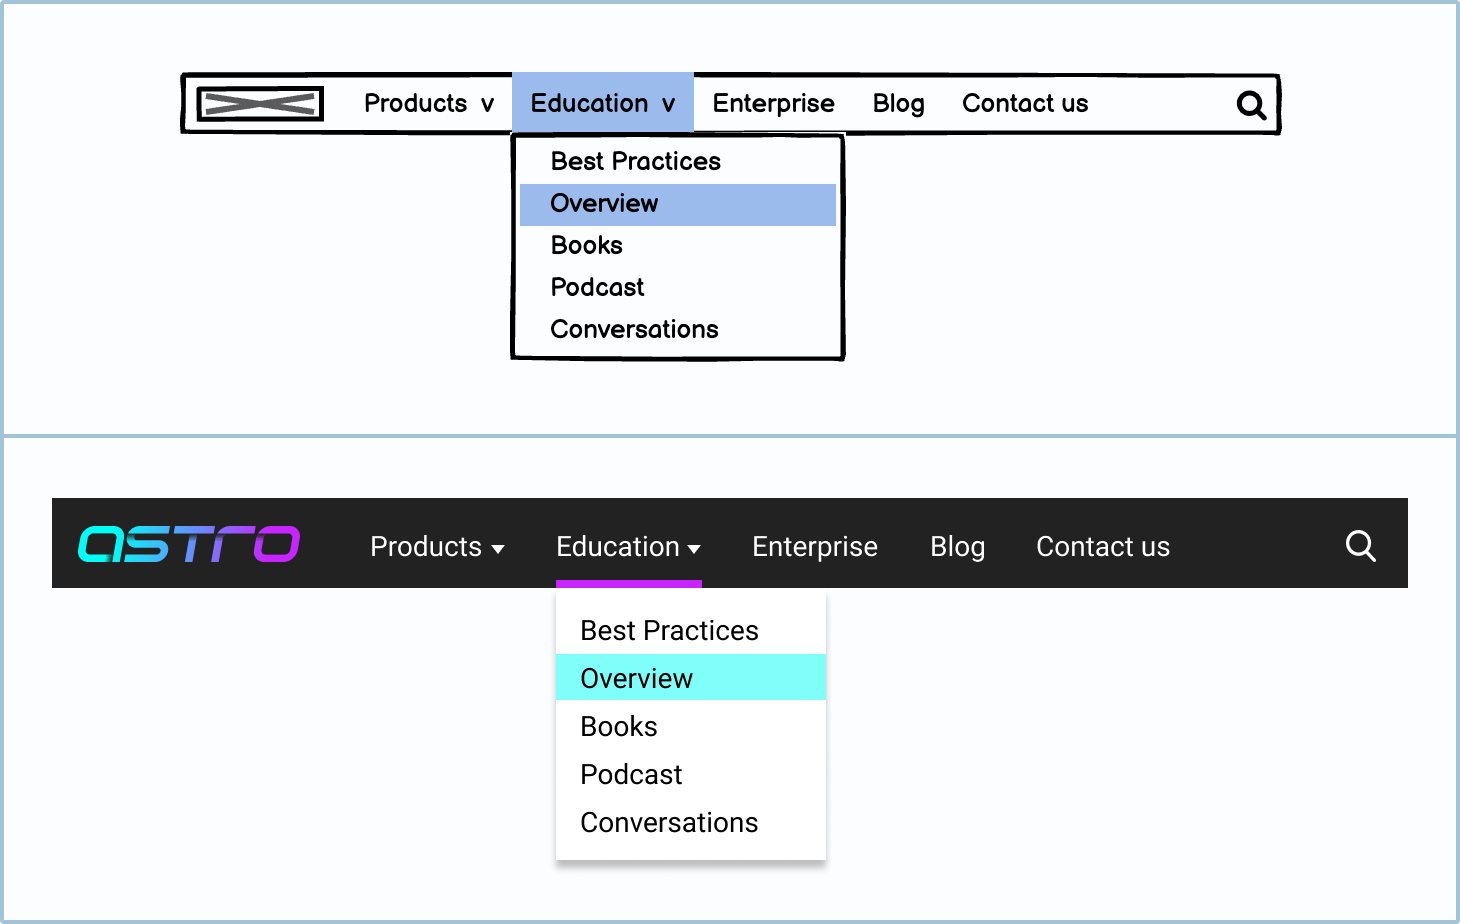 Products v Education v Enterprise Blog Contact us
Best Practices
Overview
Books
Podcast
Conversations
astro Products Education Enterprise Blog Contact us
Best Practices
Overview
Books
Podcast
Conversations